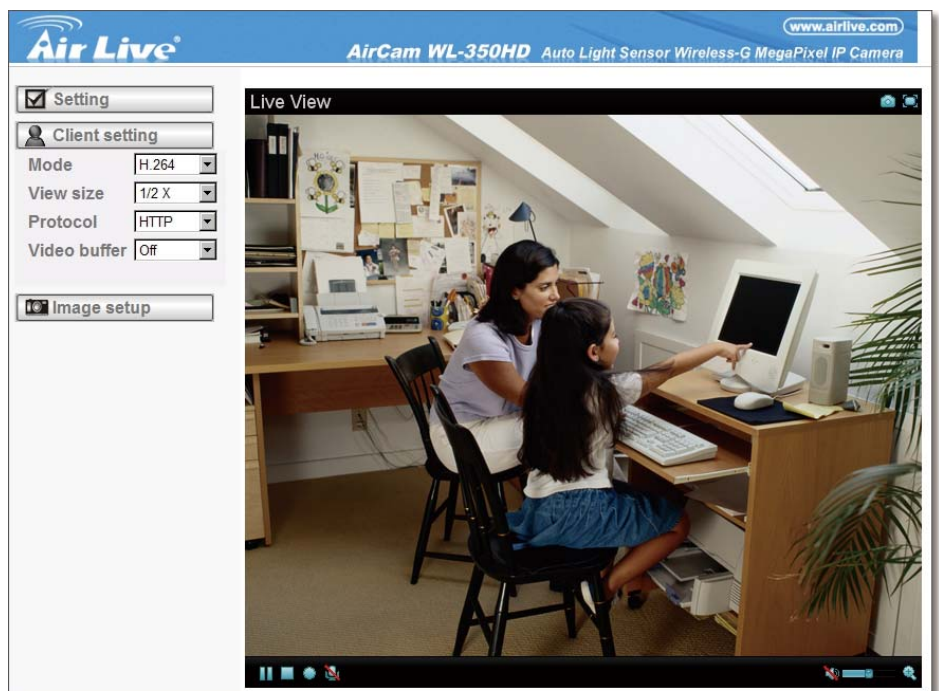 www.airlive.com
Air Live®
AirCam WL-350HD Auto Light Sensor Wireless-G MegaPixel IP Camera
Setting
Client setting
Mode H.264
View size 1/2 X
Protocol HTTP
Video buffer Off
Image setup
Live View